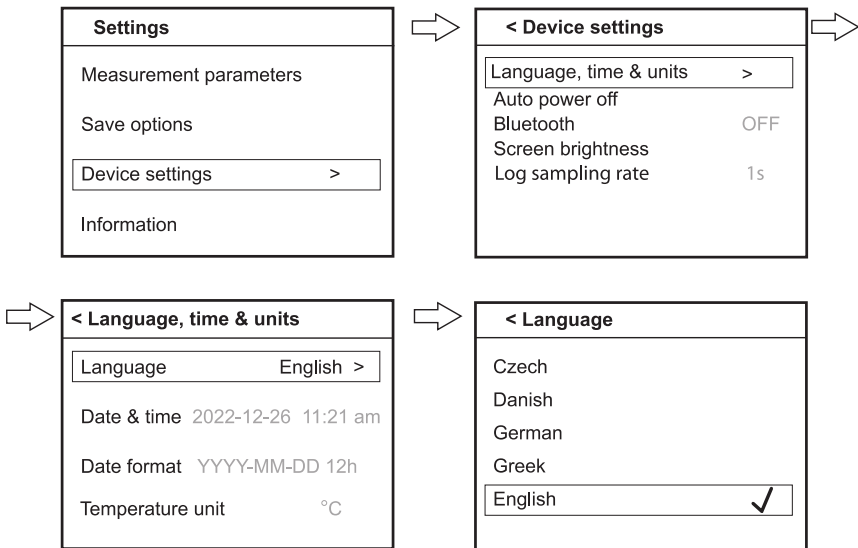 Settings
Measurement parameters
Save options
Device settings >
Information
< Device settings
Language, time & units >
Auto power off
Bluetooth OFF
Screen brightness
Log sampling rate 1s
< Language, time & units
Language English >
Date & time 2022-12-26 11:21 am
Date format YYYY-MM-DD 12h
Temperature unit °C
< Language
Czech
Danish
German
Greek
English